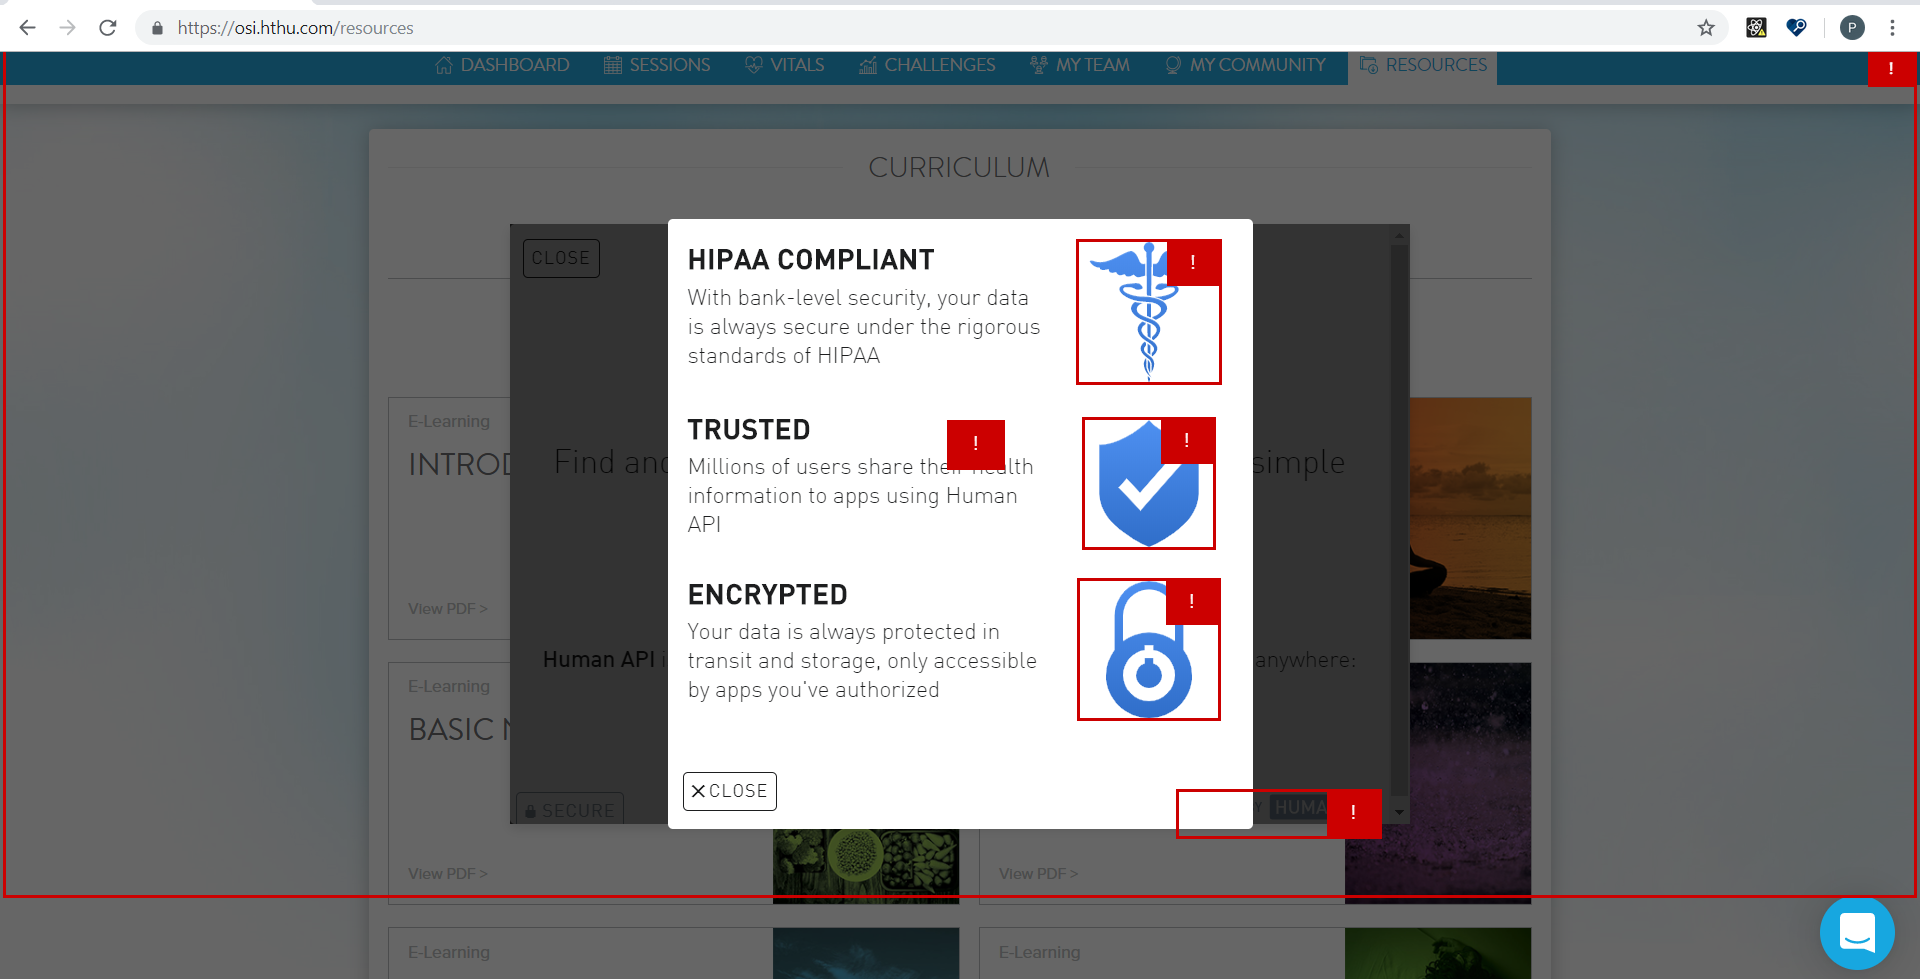 https://osi.hthu.com/resources
P
DASHBOARD SESSIONS VITALS CHALLENGES MY TEAM MY COMMUNITY RESOURCES
!
CURRICULUM
CLOSE
HIPAA COMPLIANT
!
With bank-level security, your data
is always secure under the rigorous
standards of HIPAA
E-Learning
TRUSTED
!
!
Find and simple
Millions of users share their health
information to apps using Human
API
ENCRYPTED
!
View PDF >
Your data is always protected in
transit and storage, only accessible
by apps you've authorized
Human API anywhere:
E-Learning
BASIC
CLOSE
SECURE
HUMA
!
View PDF >
View PDF >
E-Learning
E-Learning